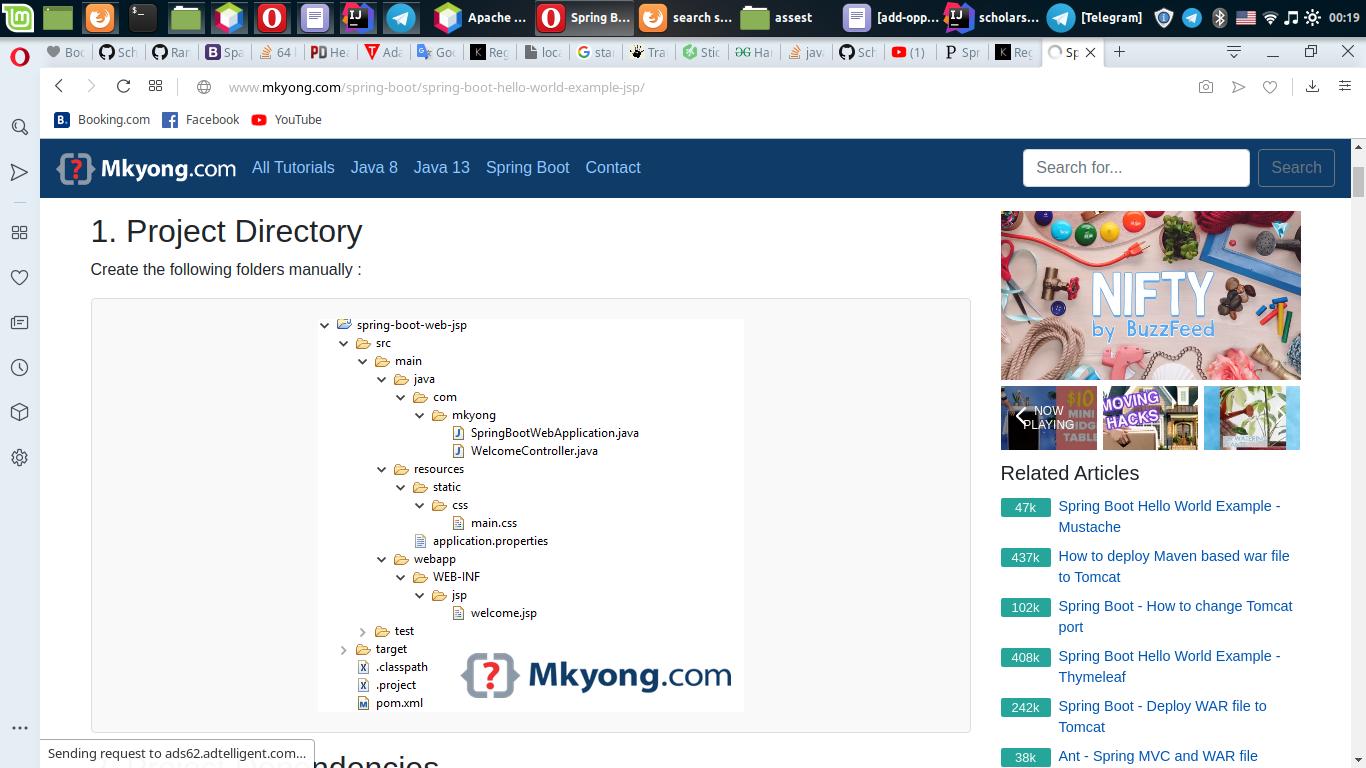 Apache ...
Spring B...
search s...
assest
[add-opp...
scholars...
[Telegram]
00:19
Boc
Sch
Rar
Spa
64 |
Hea
Ada
Goo
Reg
loca
star
Tra
Stic
Har
java
Sch
(1)
Spr
Reg
Sp
www.mkyong.com/spring-boot/spring-boot-hello-world-example-jsp/
Booking.com
Facebook
YouTube
Mkyong.com
All Tutorials
Java 8
Java 13
Spring Boot
Contact
Search for...
Search
1. Project Directory
Create the following folders manually :
spring-boot-web-jsp
src
main
java
com
mkyong
SpringBootWebApplication.java
WelcomeController.java
resources
static
css
main.css
application.properties
webapp
WEB-INF
jsp
welcome.jsp
test
target
.classpath
.project
pom.xml
Mkyong.com
NIFTY
by BuzzFeed
NOW
PLAYING
$10
MINI
TABLE
MOVING
HACKS
Related Articles
47k Spring Boot Hello World Example -
Mustache
437k How to deploy Maven based war file
to Tomcat
102k Spring Boot - How to change Tomcat
port
408k Spring Boot Hello World Example -
Thymeleaf
242k Spring Boot - Deploy WAR file to
Tomcat
38k Ant - Spring MVC and WAR file
Sending request to ads62.adtelligent.com...